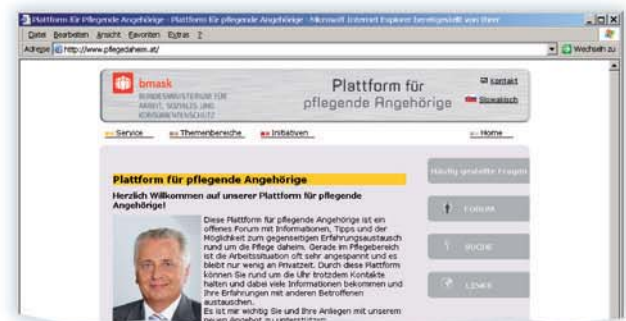 Plattform für Pflegende Angehörige - Plattform für pflegende Angehörige - Microsoft Internet Explorer bereitgestellt von Ihrer
Datei Bearbeiten Ansicht Favoriten Extras ?
Adresse http://www.pflegedaheim.at/ Wechseln zu
bmask
BUNDESMINISTERIUM FÜR
ARBEIT, SOZIALES UND
KONSUMENTENSCHUTZ
Plattform für
pflegende Angehörige
Kontakt
Slowakisch
Service Themenbereiche Initiativen Home
Plattform für pflegende Angehörige
Herzlich Willkommen auf unserer Plattform für pflegende
Angehörige!
Diese Plattform für pflegende Angehörige ist ein
offenes Forum mit Informationen, Tipps und der
Möglichkeit zum gegenseitigen Erfahrungsaustausch
rund um die Pflege daheim. Gerade im Pflegebereich
ist die Arbeitssituation oft sehr angespannt und es
bleibt nur wenig an Privatzeit. Durch diese Plattform
können Sie rund um die Uhr trotzdem Kontakte
halten und dabei viele Informationen bekommen und
Ihre Erfahrungen mit anderen Betroffenen
austauschen.
Es ist mir wichtig Sie und Ihre Anliegen mit unserem
neuen Angebot zu unterstützen.
Häufig gestellte Fragen
FORUM
SUCHE
LINKS